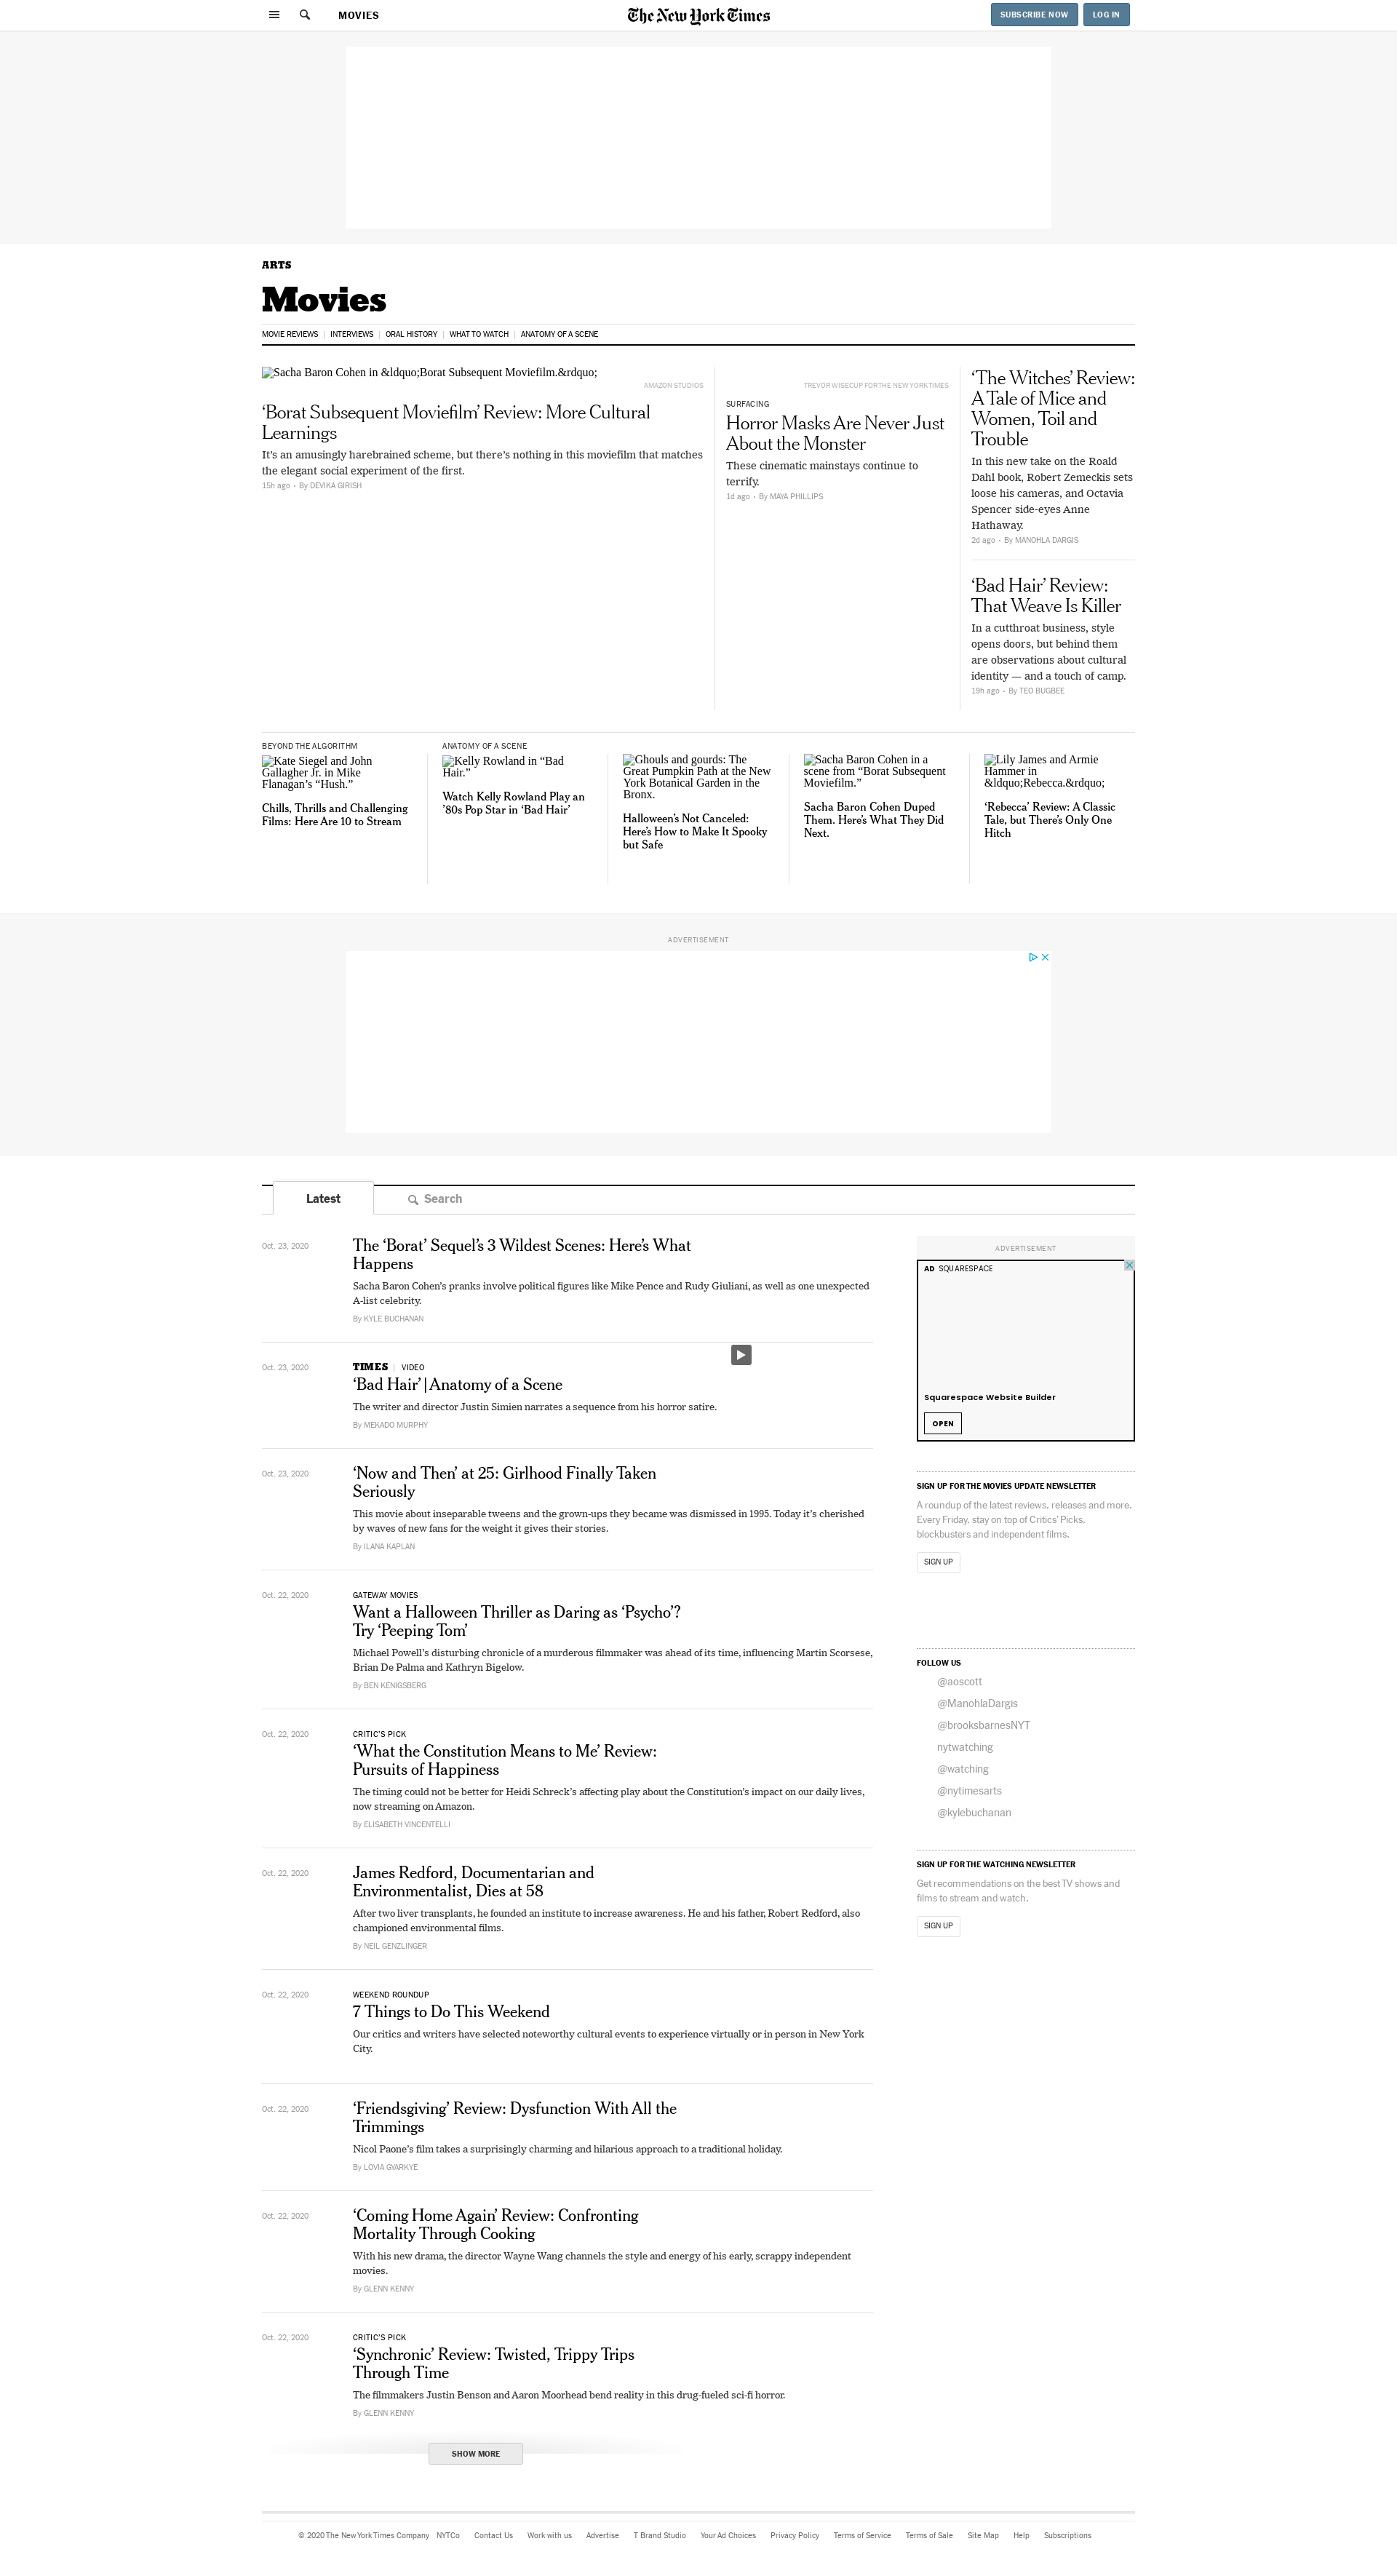 MOVIES
The New York Times
SUBSCRIBE NOW
LOG IN
ARTS
Movies
MOVIE REVIEWS
INTERVIEWS
ORAL HISTORY
WHAT TO WATCH
ANATOMY OF A SCENE
Sacha Baron Cohen in &ldquo;Borat Subsequent Moviefilm.&rdquo;
AMAZON STUDIOS
‘Borat Subsequent Moviefilm’ Review: More Cultural
Learnings
It’s an amusingly harebrained scheme, but there’s nothing in this moviefilm that matches
the elegant social experiment of the first.
15h ago • By DEVIKA GIRISH
TREVOR WISECUP FOR THE NEW YORK TIMES
SURFACING
Horror Masks Are Never Just
About the Monster
These cinematic mainstays continue to
terrify.
1d ago • By MAYA PHILLIPS
‘The Witches’ Review:
A Tale of Mice and
Women, Toil and
Trouble
In this new take on the Roald
Dahl book, Robert Zemeckis sets
loose his cameras, and Octavia
Spencer side-eyes Anne
Hathaway.
2d ago • By MANOHLA DARGIS
‘Bad Hair’ Review:
That Weave Is Killer
In a cutthroat business, style
opens doors, but behind them
are observations about cultural
identity — and a touch of camp.
19h ago • By TEO BUGBEE
BEYOND THE ALGORITHM
Kate Siegel and John
Gallagher Jr. in Mike
Flanagan’s “Hush.”
Chills, Thrills and Challenging
Films: Here Are 10 to Stream
ANATOMY OF A SCENE
Kelly Rowland in “Bad
Hair.”
Watch Kelly Rowland Play an
’80s Pop Star in ‘Bad Hair’
Ghouls and gourds: The
Great Pumpkin Path at the New
York Botanical Garden in the
Bronx.
Halloween’s Not Canceled:
Here’s How to Make It Spooky
but Safe
Sacha Baron Cohen in a
scene from “Borat Subsequent
Moviefilm.”
Sacha Baron Cohen Duped
Them. Here’s What They Did
Next.
Lily James and Armie
Hammer in
&ldquo;Rebecca.&rdquo;
‘Rebecca’ Review: A Classic
Tale, but There’s Only One
Hitch
ADVERTISEMENT
Latest
Search
Oct. 23, 2020
The ‘Borat’ Sequel’s 3 Wildest Scenes: Here’s What
Happens
Sacha Baron Cohen’s pranks involve political figures like Mike Pence and Rudy Giuliani, as well as one unexpected
A-list celebrity.
By KYLE BUCHANAN
Oct. 23, 2020
TIMES | VIDEO
‘Bad Hair’ | Anatomy of a Scene
The writer and director Justin Simien narrates a sequence from his horror satire.
By MEKADO MURPHY
Oct. 23, 2020
‘Now and Then’ at 25: Girlhood Finally Taken
Seriously
This movie about inseparable tweens and the grown-ups they became was dismissed in 1995. Today it’s cherished
by waves of new fans for the weight it gives their stories.
By ILANA KAPLAN
Oct. 22, 2020
GATEWAY MOVIES
Want a Halloween Thriller as Daring as ‘Psycho’?
Try ‘Peeping Tom’
Michael Powell’s disturbing chronicle of a murderous filmmaker was ahead of its time, influencing Martin Scorsese,
Brian De Palma and Kathryn Bigelow.
By BEN KENIGSBERG
Oct. 22, 2020
CRITIC’S PICK
‘What the Constitution Means to Me’ Review:
Pursuits of Happiness
The timing could not be better for Heidi Schreck’s affecting play about the Constitution’s impact on our daily lives,
now streaming on Amazon.
By ELISABETH VINCENTELLI
Oct. 22, 2020
James Redford, Documentarian and
Environmentalist, Dies at 58
After two liver transplants, he founded an institute to increase awareness. He and his father, Robert Redford, also
championed environmental films.
By NEIL GENZLINGER
Oct. 22, 2020
WEEKEND ROUNDUP
7 Things to Do This Weekend
Our critics and writers have selected noteworthy cultural events to experience virtually or in person in New York
City.
Oct. 22, 2020
‘Friendsgiving’ Review: Dysfunction With All the
Trimmings
Nicol Paone’s film takes a surprisingly charming and hilarious approach to a traditional holiday.
By LOVIA GYARKYE
Oct. 22, 2020
‘Coming Home Again’ Review: Confronting
Mortality Through Cooking
With his new drama, the director Wayne Wang channels the style and energy of his early, scrappy independent
movies.
By GLENN KENNY
Oct. 22, 2020
CRITIC’S PICK
‘Synchronic’ Review: Twisted, Trippy Trips
Through Time
The filmmakers Justin Benson and Aaron Moorhead bend reality in this drug-fueled sci-fi horror.
By GLENN KENNY
SHOW MORE
ADVERTISEMENT
AD SQUARESPACE
Squarespace Website Builder
OPEN
SIGN UP FOR THE MOVIES UPDATE NEWSLETTER
A roundup of the latest reviews, releases and more.
Every Friday, stay on top of Critics’ Picks,
blockbusters and independent films.
SIGN UP
FOLLOW US
@aoscott
@ManohlaDargis
@brooksbarnesNYT
nytwatching
@watching
@nytimesarts
@kylebuchanan
SIGN UP FOR THE WATCHING NEWSLETTER
Get recommendations on the best TV shows and
films to stream and watch.
SIGN UP
© 2020 The New York Times Company NYTCo Contact Us Work with us Advertise T Brand Studio Your Ad Choices Privacy Policy Terms of Service Terms of Sale Site Map Help Subscriptions